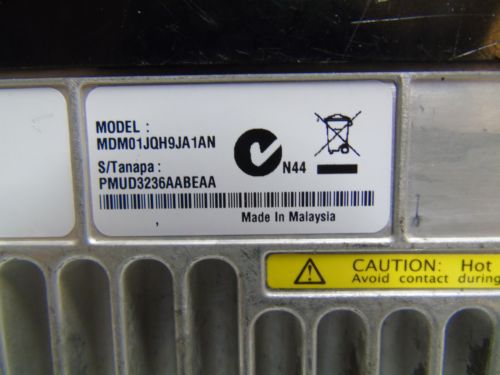 MODEL :
MDM01JQH9JA1AN
S/Tanapa :
PMUD3236AABEAA
N44
Made In Malaysia
CAUTION: Hot
Avoid contact during